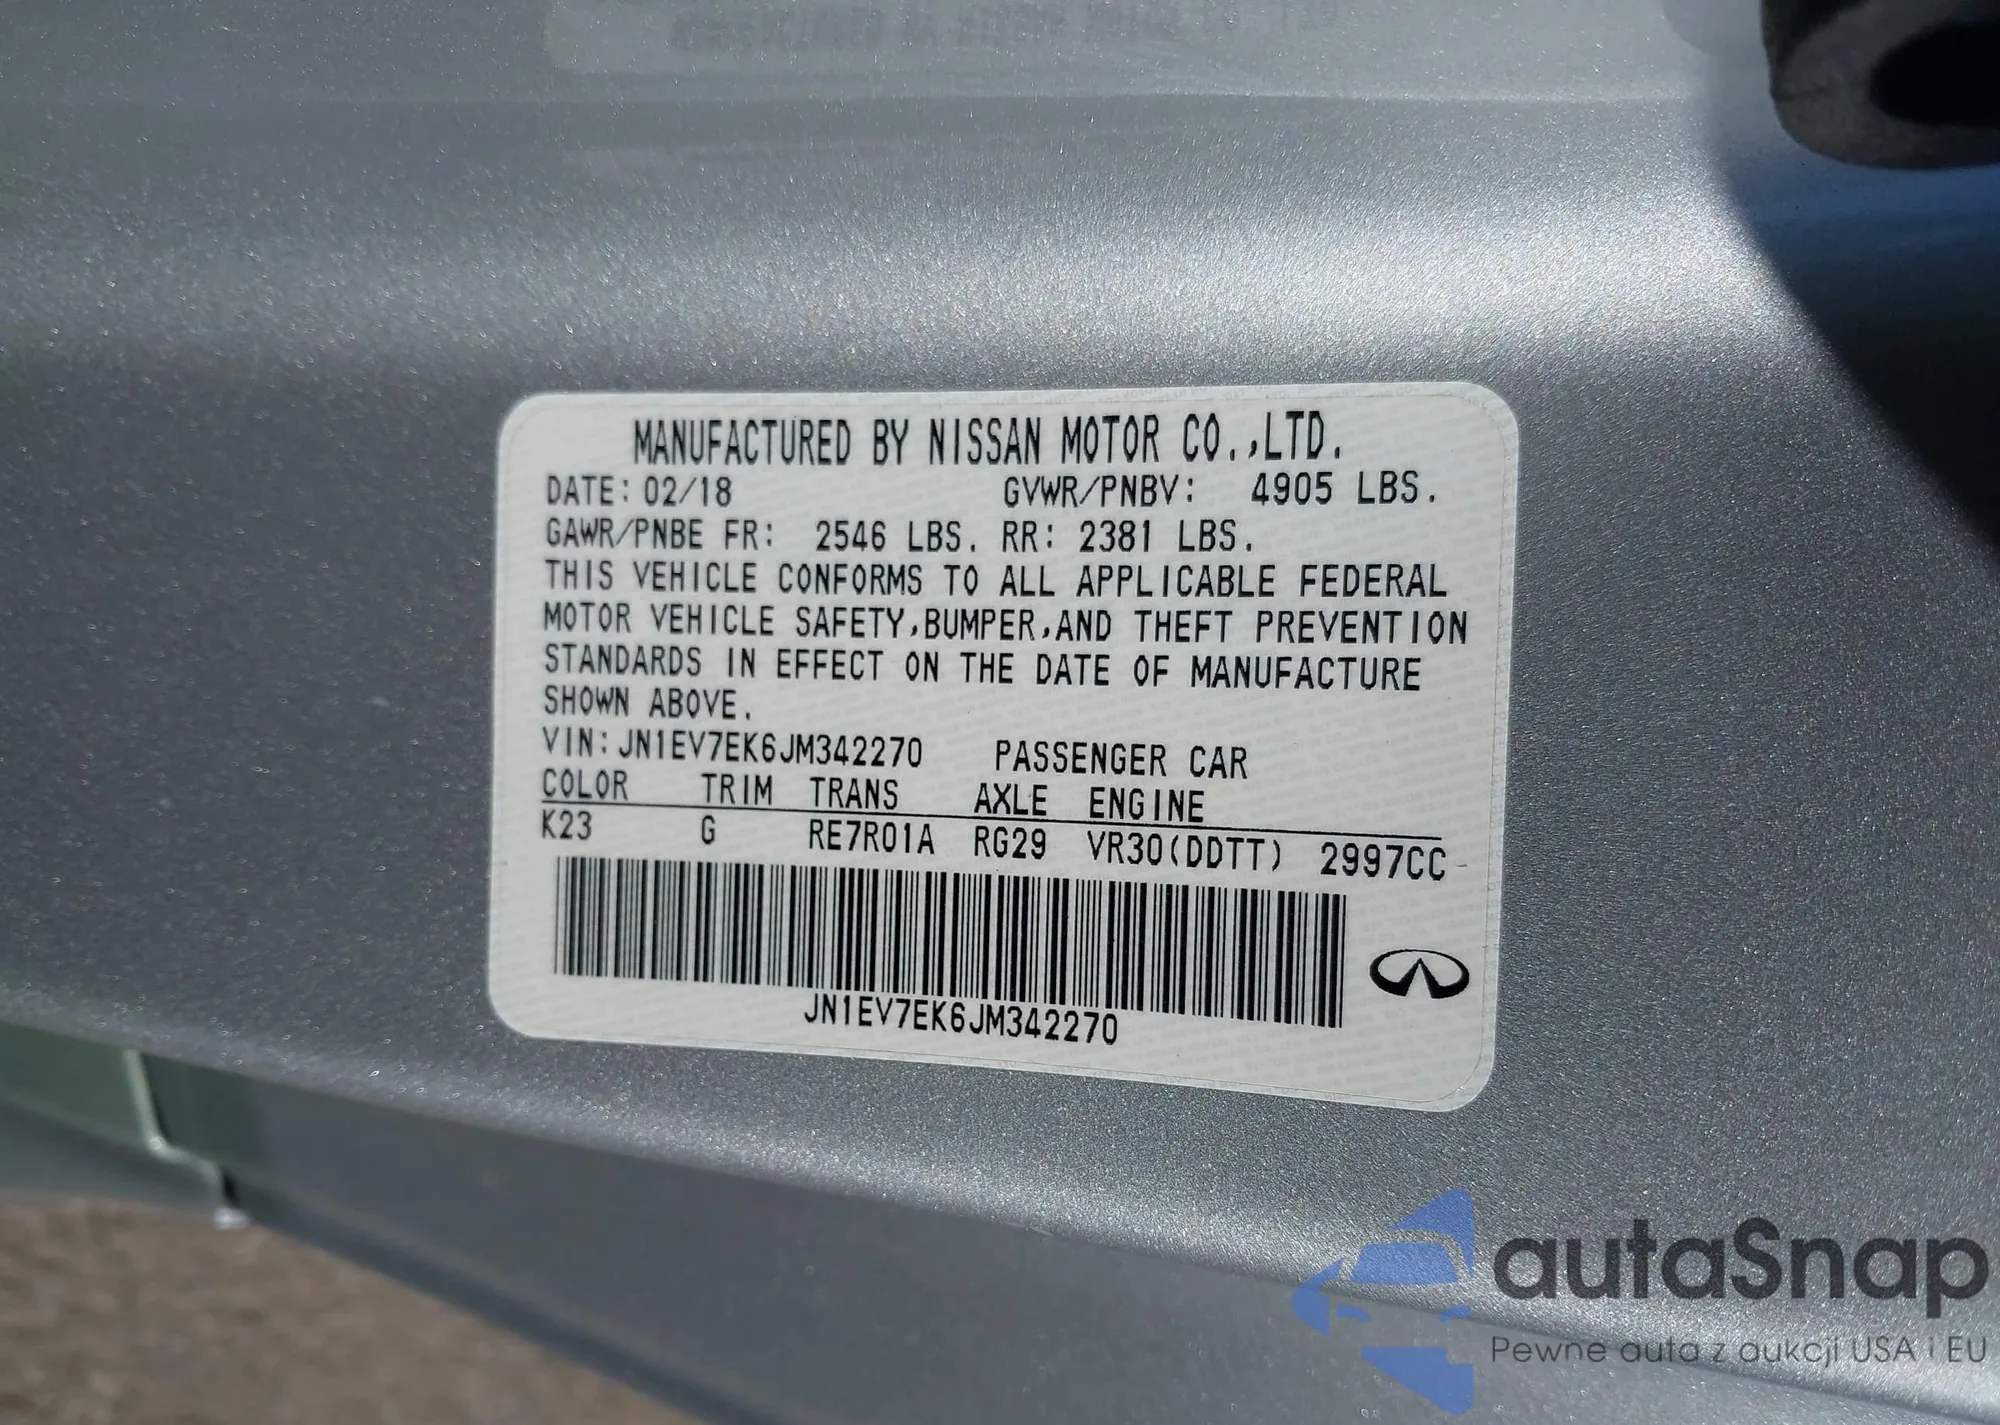 MANUFACTURED BY NISSAN MOTOR CO.,LTD.
DATE: 02/18 GVWR/PNBV: 4905 LBS.
GAWR/PNBE FR: 2546 LBS. RR: 2381 LBS.
THIS VEHICLE CONFORMS TO ALL APPLICABLE FEDERAL
MOTOR VEHICLE SAFETY,BUMPER,AND THEFT PREVENTION
STANDARDS IN EFFECT ON THE DATE OF MANUFACTURE
SHOWN ABOVE.
VIN: JN1EV7EK6JM342270 PASSENGER CAR
COLOR TRIM TRANS AXLE ENGINE
K23 G RE7R01A RG29 VR30(DDTT) 2997CC
JN1EV7EK6JM342270
autaSnap
Pewne auta z aukcji USA i EU